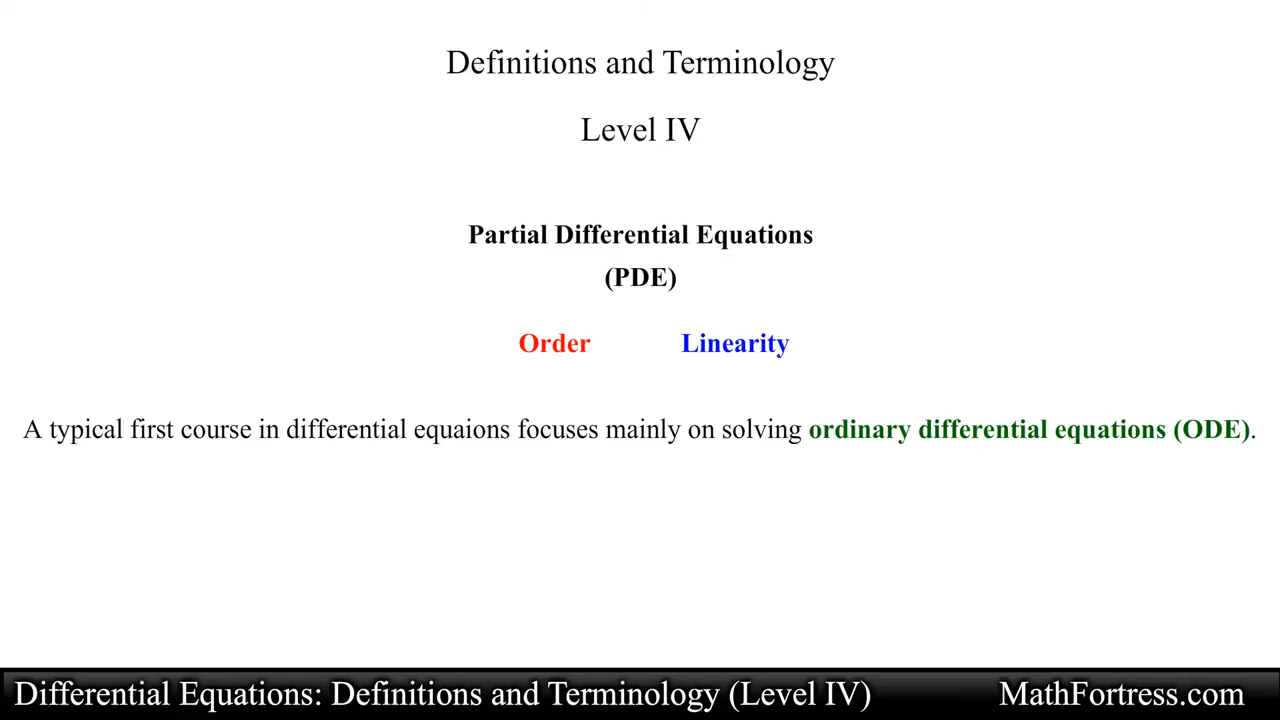 Definitions and Terminology
Level IV
Partial Differential Equations
(PDE)
Order Linearity
A typical first course in differential equaions focuses mainly on solving ordinary differential equations (ODE).
Differential Equations: Definitions and Terminology (Level IV) MathFortress.com